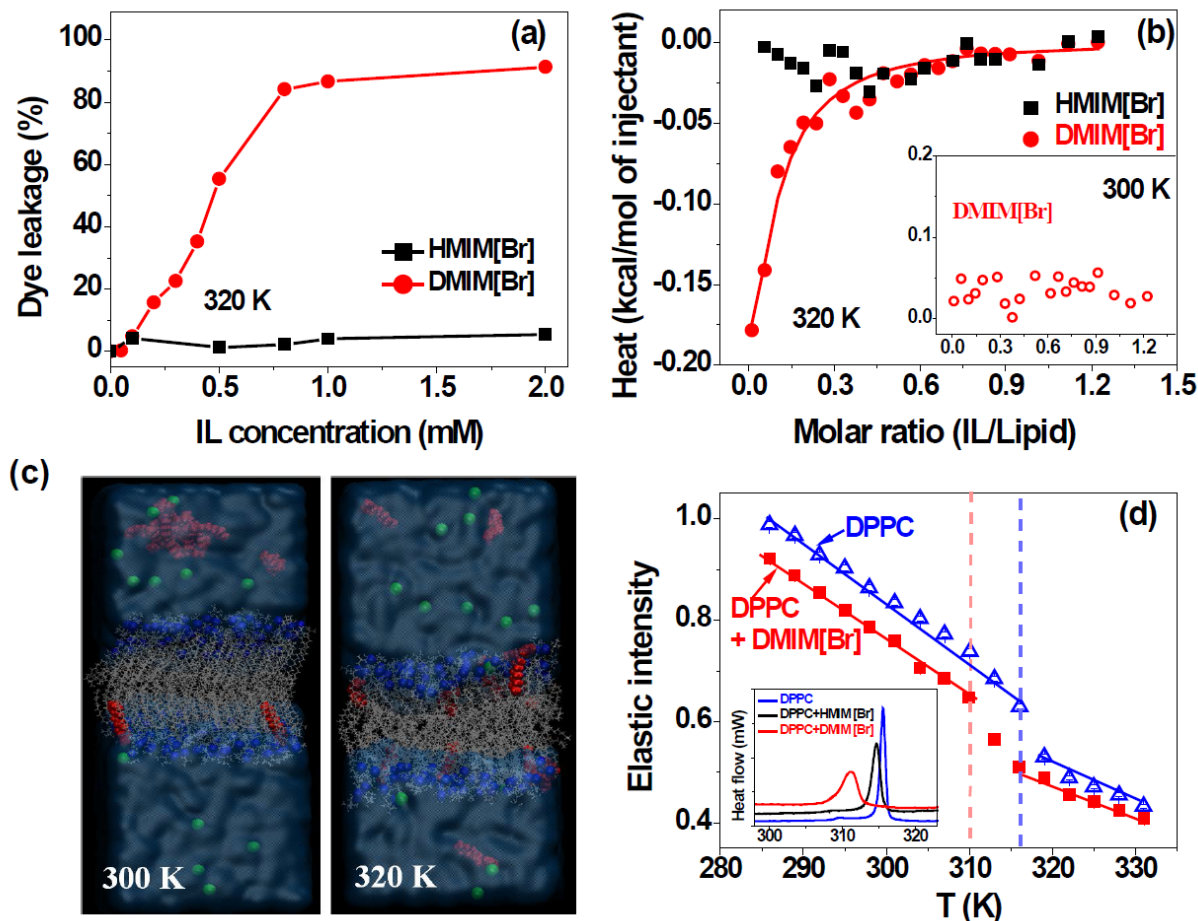 (a)
100
80
60
40
20
0
Dye leakage (%)
HMIM[Br]
DMIM[Br]
320 K
0.0
0.5
1.0
1.5
2.0
IL concentration (mM)
(b)
0.00
-0.05
-0.10
-0.15
-0.20
Heat (kcal/mol of injectant)
HMIM[Br]
DMIM[Br]
320 K
0.2
0.1
0.0
300 K
DMIM[Br]
0.0 0.3 0.6 0.9 1.2
0.0 0.3 0.6 0.9 1.2 1.5
Molar ratio (IL/Lipid)
(c)
300 K
320 K
(d)
1.0
0.8
0.6
0.4
Elastic intensity
DPPC
DPPC
+ DMIM[Br]
Heat flow (mW)
DPPC
DPPC+HMIM [Br]
DPPC+DMIM [Br]
300 310 320
280 290 300 310 320 330
T (K)